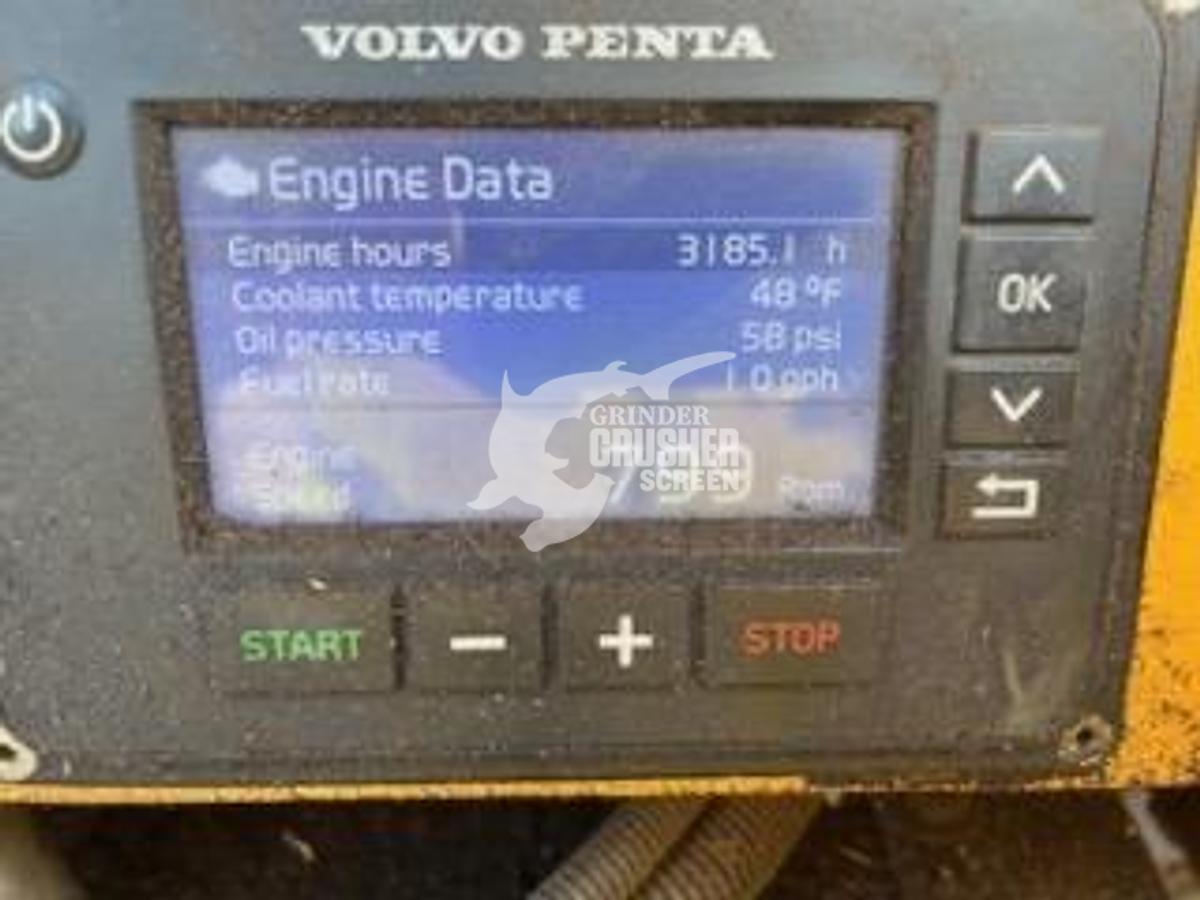 VOLVO PENTA
Engine Data
Engine hours 3185.1 h
Coolant temperature 48 °F
Oil pressure 58 psi
Fuel rate 1.0 gph
GRINDER
CRUSHER
SCREEN
Engine
Speed Rpm
OK
START
STOP